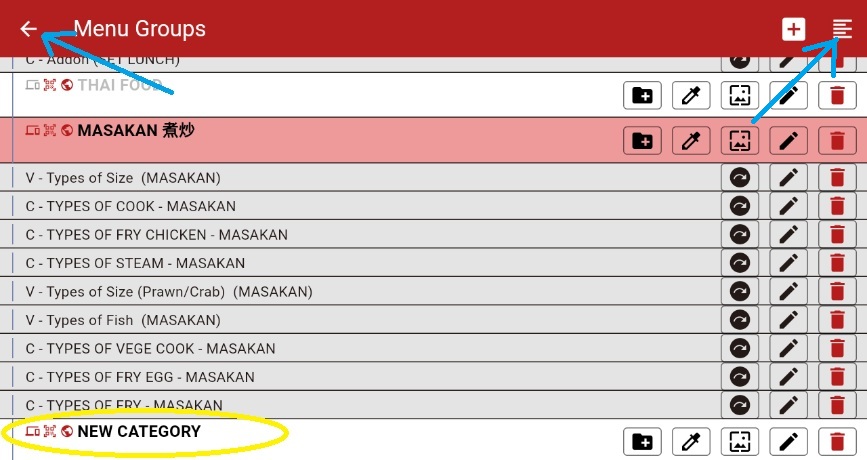 Menu Groups
C - Addon (SET LUNCH)
THAI FOOD
MASAKAN 煮炒
V - Types of Size (MASAKAN)
C - TYPES OF COOK - MASAKAN
C - TYPES OF FRY CHICKEN - MASAKAN
C - TYPES OF STEAM - MASAKAN
V - Types of Size (Prawn/Crab) (MASAKAN)
V - Types of Fish (MASAKAN)
C - TYPES OF VEGE COOK - MASAKAN
C - TYPES OF FRY EGG - MASAKAN
C - TYPES OF FRY - MASAKAN
NEW CATEGORY